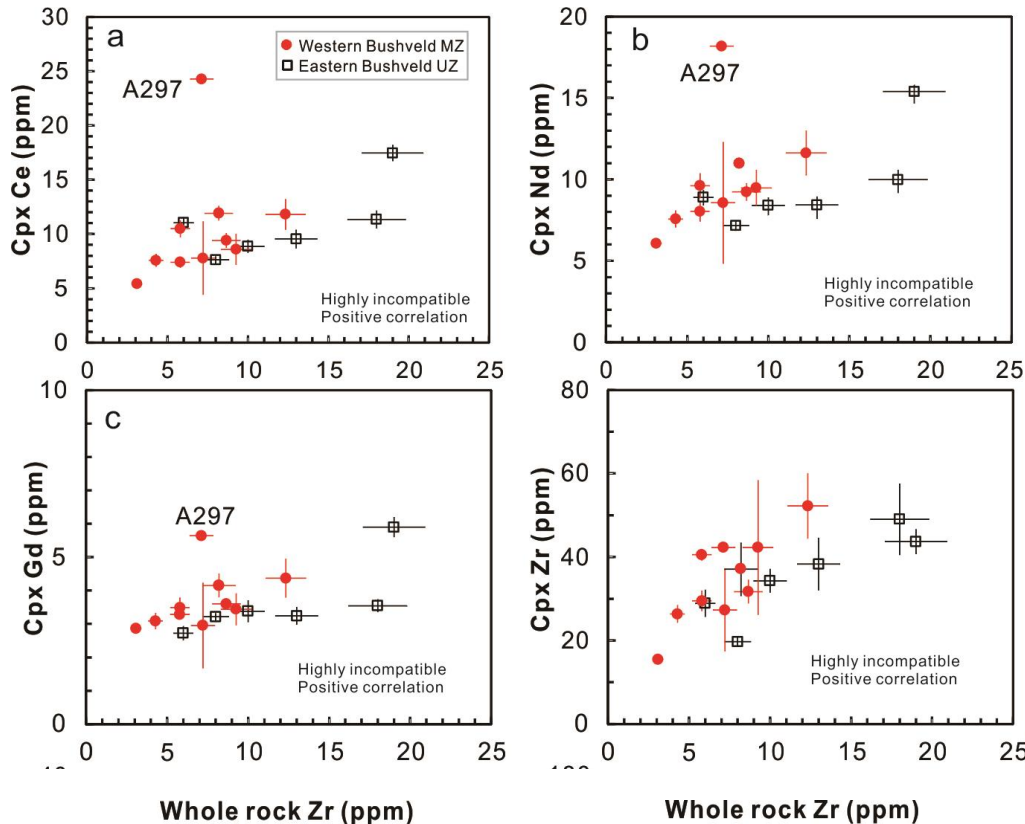 a
Western Bushveld MZ
Eastern Bushveld UZ
A297
Highly incompatible
Positive correlation
Cpx Ce (ppm)
30
25
20
15
10
5
0
0 5 10 15 20 25
b
A297
Highly incompatible
Positive correlation
Cpx Nd (ppm)
20
15
10
5
0
0 5 10 15 20 25
c
A297
Highly incompatible
Positive correlation
Cpx Gd (ppm)
10
5
0
0 5 10 15 20 25
Highly incompatible
Positive correlation
Cpx Zr (ppm)
80
60
40
20
0
0 5 10 15 20 25
Whole rock Zr (ppm)
Whole rock Zr (ppm)